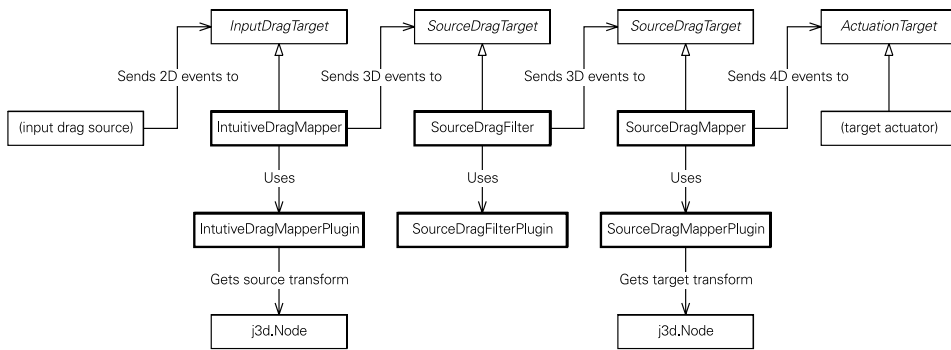 InputDragTarget SourceDragTarget SourceDragTarget ActuationTarget
Sends 2D events to Sends 3D events to Sends 3D events to Sends 4D events to
(input drag source) IntuitiveDragMapper SourceDragFilter SourceDragMapper (target actuator)
Uses Uses Uses
IntutiveDragMapperPlugin SourceDragFilterPlugin SourceDragMapperPlugin
Gets source transform Gets target transform
j3d.Node j3d.Node